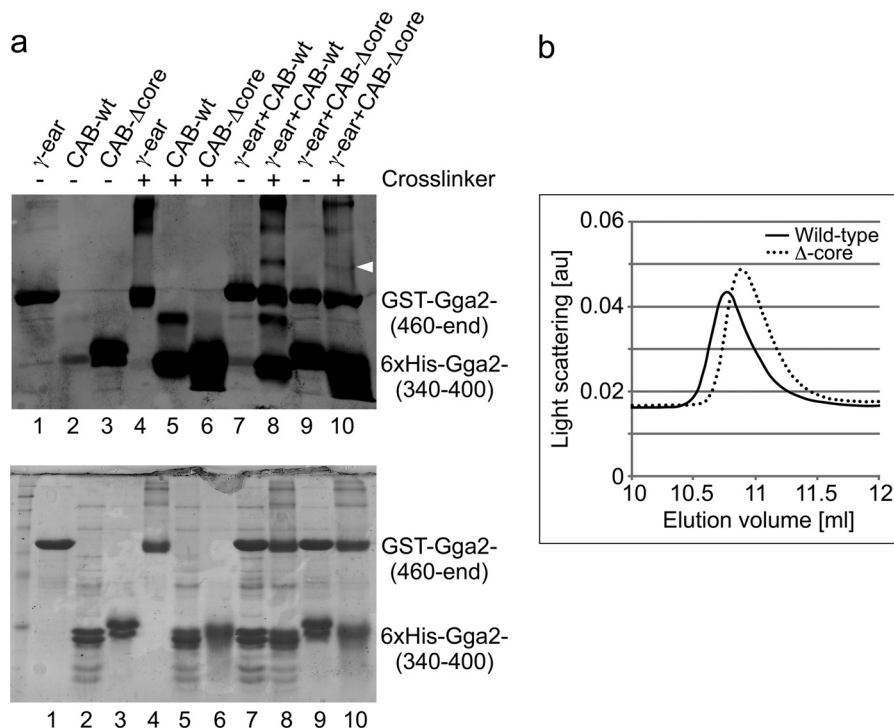 a
γ-ear
CAB-wt
CAB-Δcore
γ-ear
CAB-wt
CAB-Δcore
γ-ear+CAB-wt
γ-ear+CAB-wt
γ-ear+CAB-Δcore
γ-ear+CAB-Δcore
- - - + + + - + - + Crosslinker
GST-Gga2-
(460-end)
6xHis-Gga2-
(340-400)
1 2 3 4 5 6 7 8 9 10
GST-Gga2-
(460-end)
6xHis-Gga2-
(340-400)
1 2 3 4 5 6 7 8 9 10
b
Light scattering [au]
0.06
0.04
0.02
0
Wild-type
Δ-core
10 10.5 11 11.5 12
Elution volume [ml]